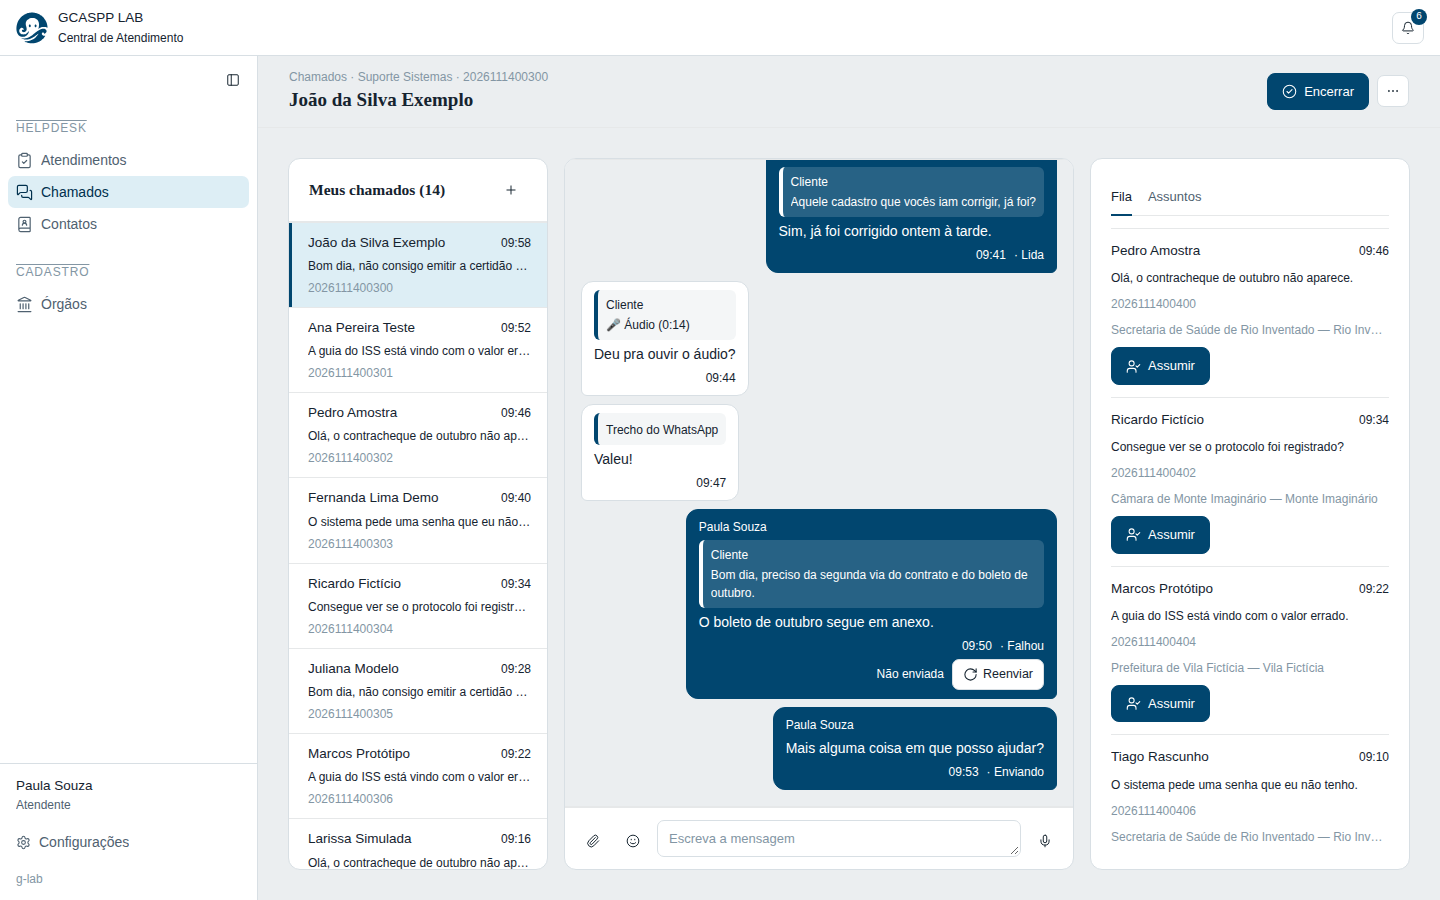 GCASPP LAB
Central de Atendimento
6
HELPDESK
Atendimentos
Chamados
Contatos
CADASTRO
Órgãos
Paula Souza
Atendente
Configurações
g-lab
Chamados · Suporte Sistemas · 2026111400300
João da Silva Exemplo
Encerrar
Meus chamados (14)
João da Silva Exemplo 09:58
Bom dia, não consigo emitir a certidão …
2026111400300
Ana Pereira Teste 09:52
A guia do ISS está vindo com o valor er…
2026111400301
Pedro Amostra 09:46
Olá, o contracheque de outubro não ap…
2026111400302
Fernanda Lima Demo 09:40
O sistema pede uma senha que eu não…
2026111400303
Ricardo Fictício 09:34
Consegue ver se o protocolo foi registr…
2026111400304
Juliana Modelo 09:28
Bom dia, não consigo emitir a certidão …
2026111400305
Marcos Protótipo 09:22
A guia do ISS está vindo com o valor er…
2026111400306
Larissa Simulada 09:16
Olá, o contracheque de outubro não ap…
Cliente
Aquele cadastro que vocês iam corrigir, já foi?
Sim, já foi corrigido ontem à tarde.
09:41 · Lida
Cliente
🎤 Áudio (0:14)
Deu pra ouvir o áudio?
09:44
Trecho do WhatsApp
Valeu!
09:47
Paula Souza
Cliente
Bom dia, preciso da segunda via do contrato e do boleto de
outubro.
O boleto de outubro segue em anexo.
09:50 · Falhou
Não enviada Reenviar
Paula Souza
Mais alguma coisa em que posso ajudar?
09:53 · Enviando
Escreva a mensagem
Fila Assuntos
Pedro Amostra 09:46
Olá, o contracheque de outubro não aparece.
2026111400400
Secretaria de Saúde de Rio Inventado — Rio Inv…
Assumir
Ricardo Fictício 09:34
Consegue ver se o protocolo foi registrado?
2026111400402
Câmara de Monte Imaginário — Monte Imaginário
Assumir
Marcos Protótipo 09:22
A guia do ISS está vindo com o valor errado.
2026111400404
Prefeitura de Vila Fictícia — Vila Fictícia
Assumir
Tiago Rascunho 09:10
O sistema pede uma senha que eu não tenho.
2026111400406
Secretaria de Saúde de Rio Inventado — Rio Inv…